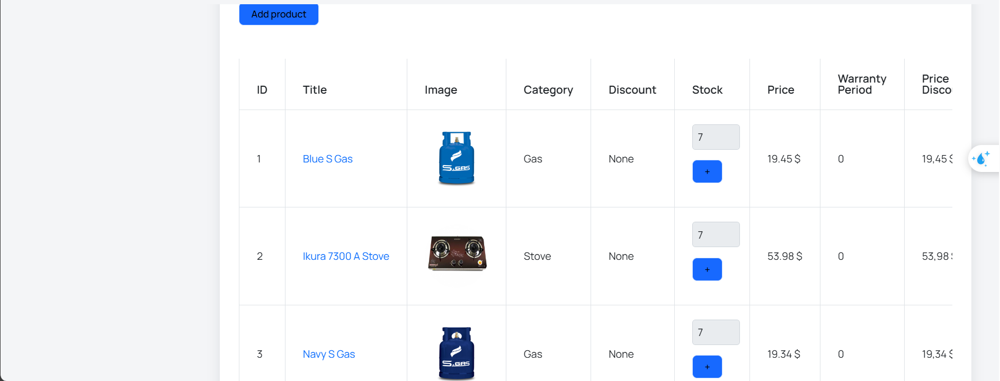 Add product
ID Title Image Category Discount Stock Price Warranty Period Price
7
1 Blue S Gas S.GAS Gas None 19.45 $ 0 19,45 $
+
7
2 Ikura 7300 A Stove Stove None 53.98 $ 0 53,98 $
+
7
3 Navy S Gas S.GAS Gas None 19.34 $ 0 19,34 $
+